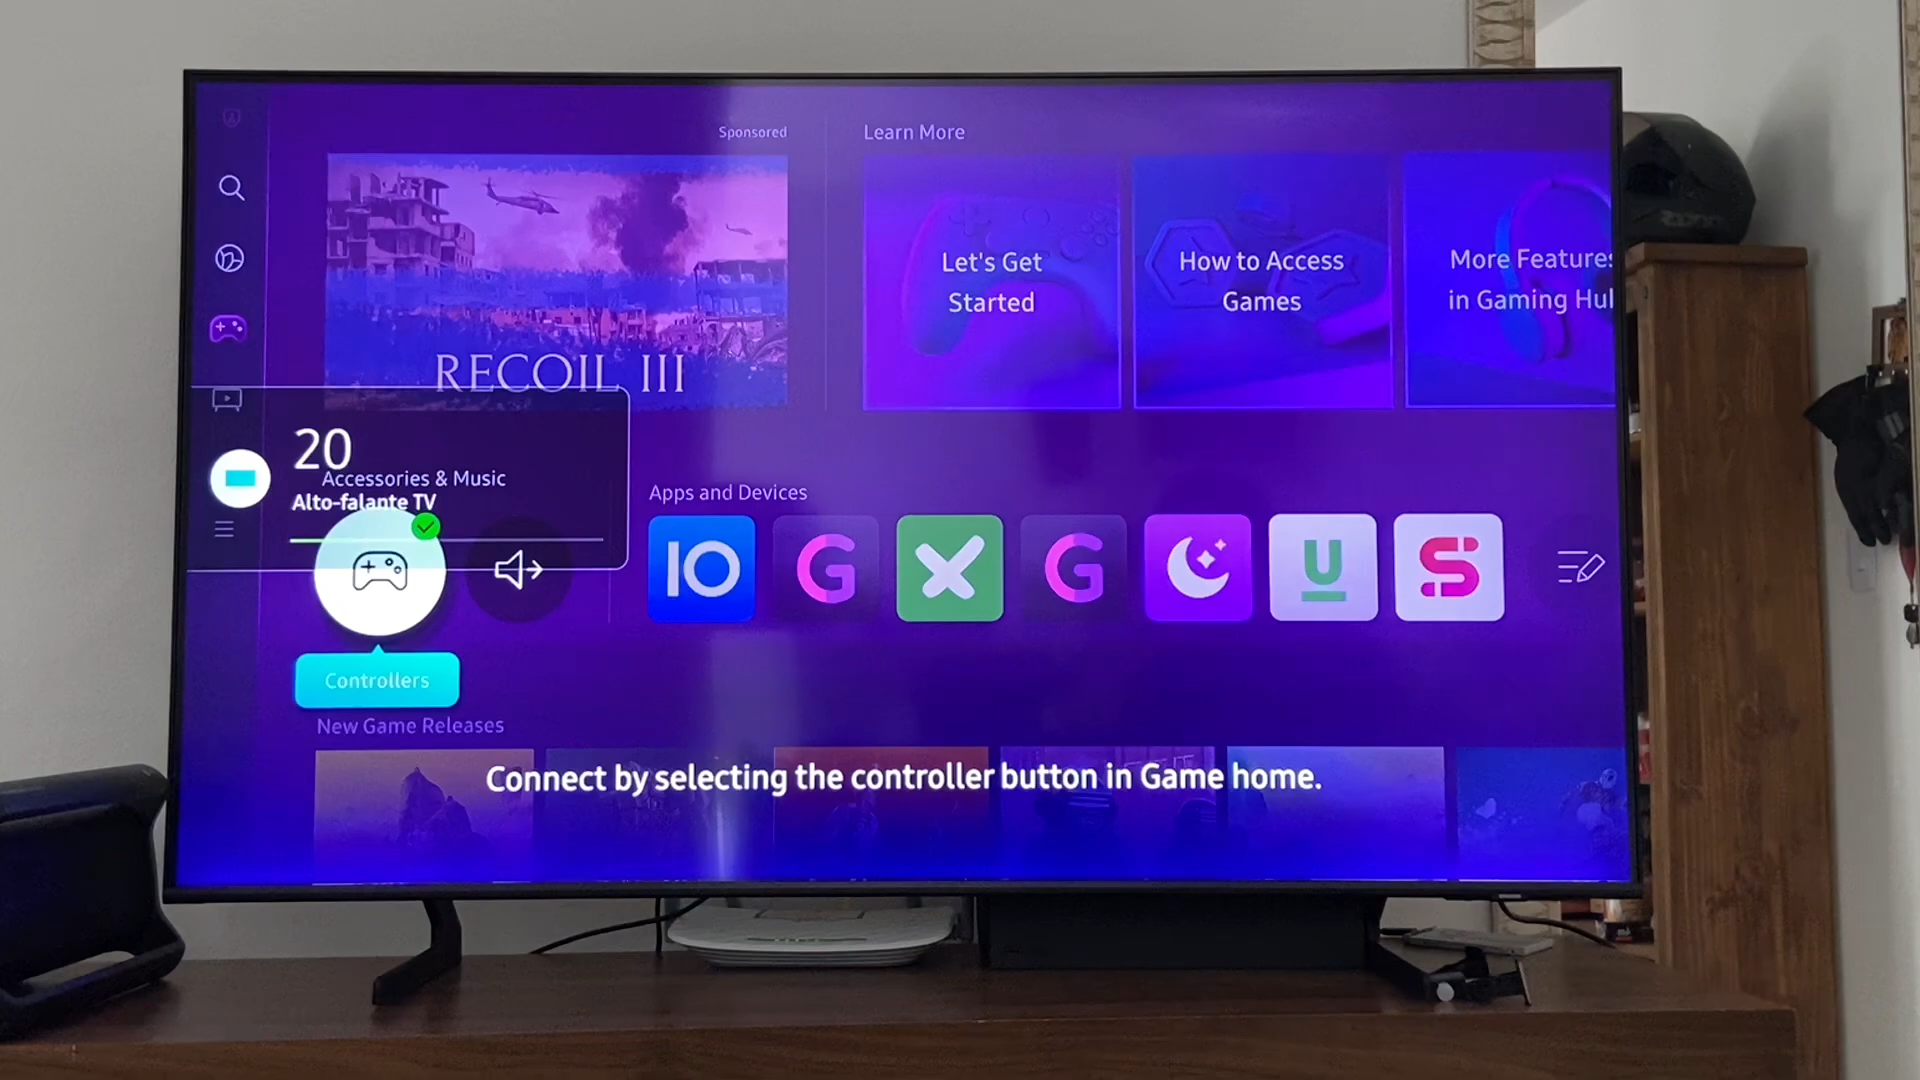 Sponsored
Learn More
Let's Get
Started
How to Access
Games
More Features
in Gaming Hu
RECOIL III
20
Accessories & Music
Alto-falante TV
Apps and Devices
IO
G
X
G
U
S
Controllers
New Game Releases
Connect by selecting the controller button in Game home.